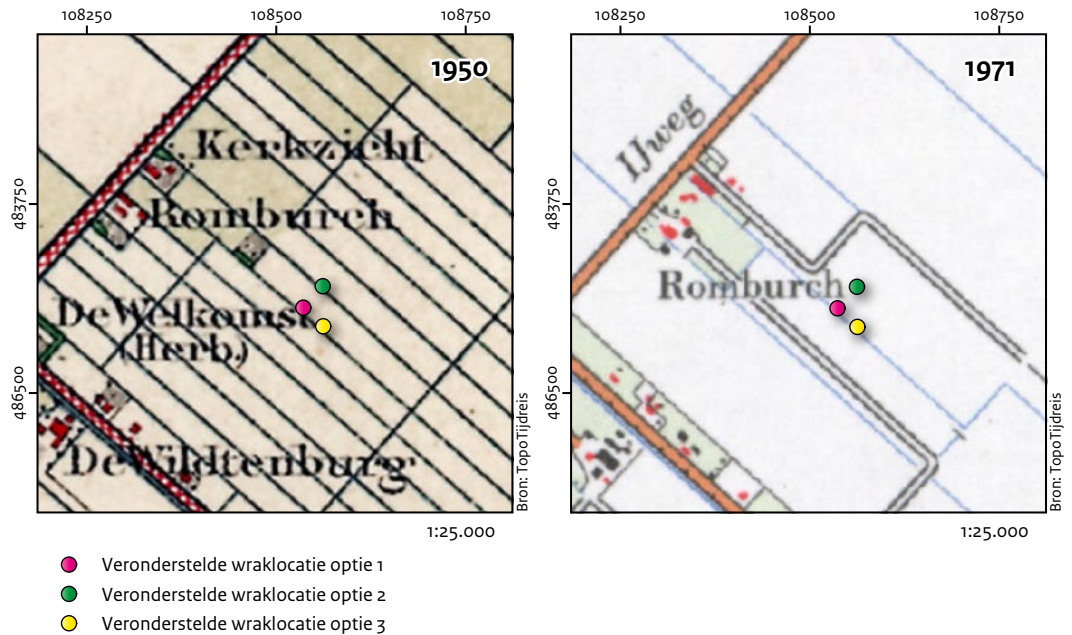 108250 108500 108750
108250 108500 108750
483750
486500
1950
Kerkzicht
Romburch
De Welkomst
(Herb.)
De Wildtenburg
Bron: TopoTijdreis
1:25.000
483750
486500
1971
IJweg
Romburch
Bron: TopoTijdreis
1:25.000
Veronderstelde wraklocatie optie 1
Veronderstelde wraklocatie optie 2
Veronderstelde wraklocatie optie 3